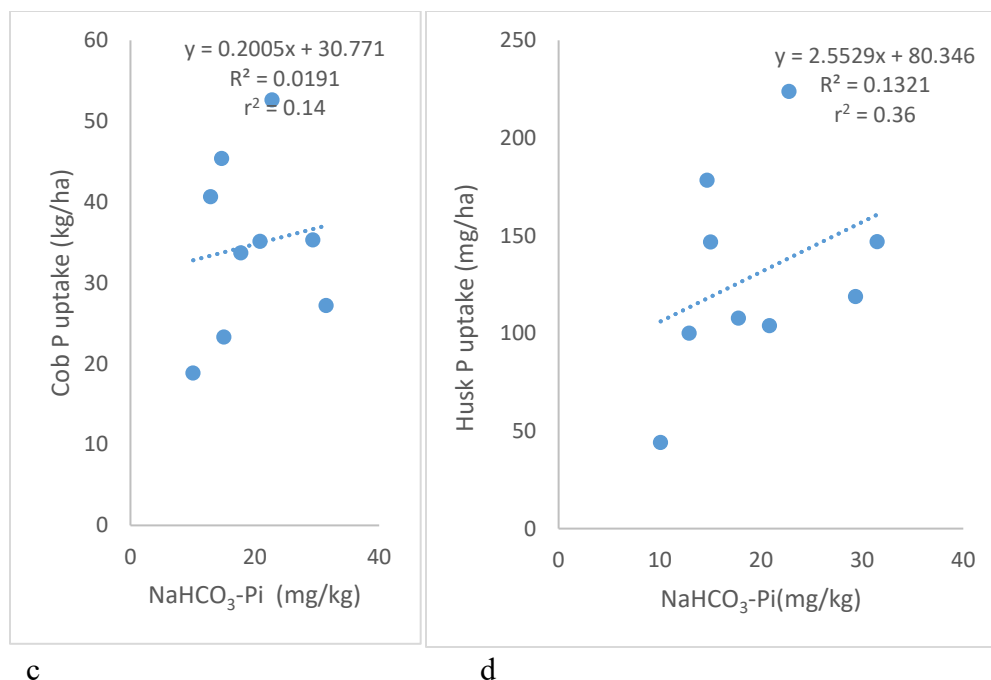 60
50
40
30
20
10
0
Cob P uptake (kg/ha)
y = 0.2005x + 30.771
R² = 0.0191
r² = 0.14
0 20 40
NaHCO₃-Pi (mg/kg)
c
250
200
150
100
50
0
Husk P uptake (mg/ha)
y = 2.5529x + 80.346
R² = 0.1321
r² = 0.36
0 10 20 30 40
NaHCO₃-Pi(mg/kg)
d